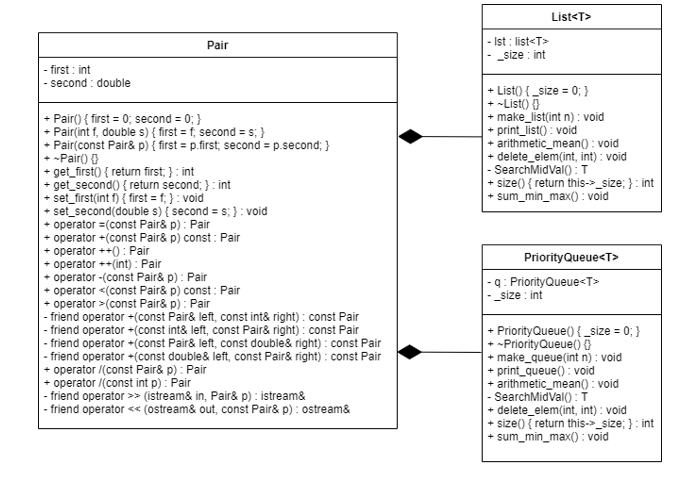 Pair
- first : int
- second : double
+ Pair() { first = 0; second = 0; }
+ Pair(int f, double s) { first = f; second = s; }
+ Pair(const Pair& p) { first = p.first; second = p.second; }
+ ~Pair() {}
+ get_first() { return first; } : int
+ get_second() { return second; } : int
+ set_first(int f) { first = f; } : void
+ set_second(double s) { second = s; } : void
+ operator =(const Pair& p) : Pair
+ operator +(const Pair& p) const : Pair
+ operator ++() : Pair
+ operator ++(int) : Pair
+ operator -(const Pair& p) : Pair
+ operator <(const Pair& p) const : Pair
+ operator >(const Pair& p) : Pair
- friend operator +(const Pair& left, const int& right) : const Pair
- friend operator +(const int& left, const Pair& right) : const Pair
- friend operator +(const Pair& left, const double& right) : const Pair
- friend operator +(const double& left, const Pair& right) : const Pair
+ operator /(const Pair& p) : Pair
+ operator /(const int p) : Pair
- friend operator >> (istream& in, Pair& p) : istream&
- friend operator << (ostream& out, const Pair& p) : ostream&
List<T>
- lst : list<T>
- _size : int
+ List() { _size = 0; }
+ ~List() {}
+ make_list(int n) : void
+ print_list() : void
+ arithmetic_mean() : void
+ delete_elem(int, int) : void
- SearchMidVal() : T
+ size() { return this->_size; } : int
+ sum_min_max() : void
PriorityQueue<T>
- q : PriorityQueue<T>
- _size : int
+ PriorityQueue() { _size = 0; }
+ ~PriorityQueue() {}
+ make_queue(int n) : void
+ print_queue() : void
+ arithmetic_mean() : void
- SearchMidVal() : T
+ delete_elem(int, int) : void
+ size() { return this->_size; } : int
+ sum_min_max() : void